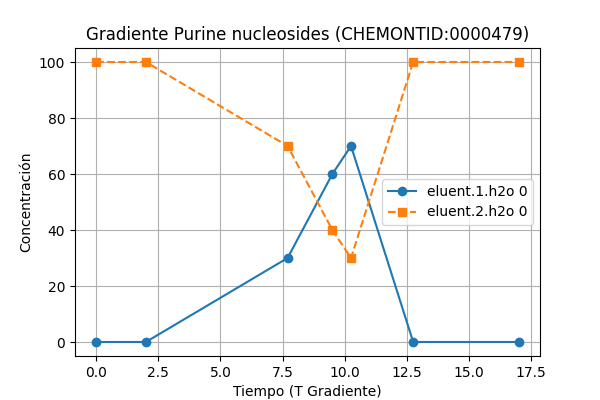 Gradiente Purine nucleosides (CHEMONTID:0000479)
100
80
60
40
20
0
Concentración
eluent.1.h2o 0
eluent.2.h2o 0
0.0 2.5 5.0 7.5 10.0 12.5 15.0 17.5
Tiempo (T Gradiente)